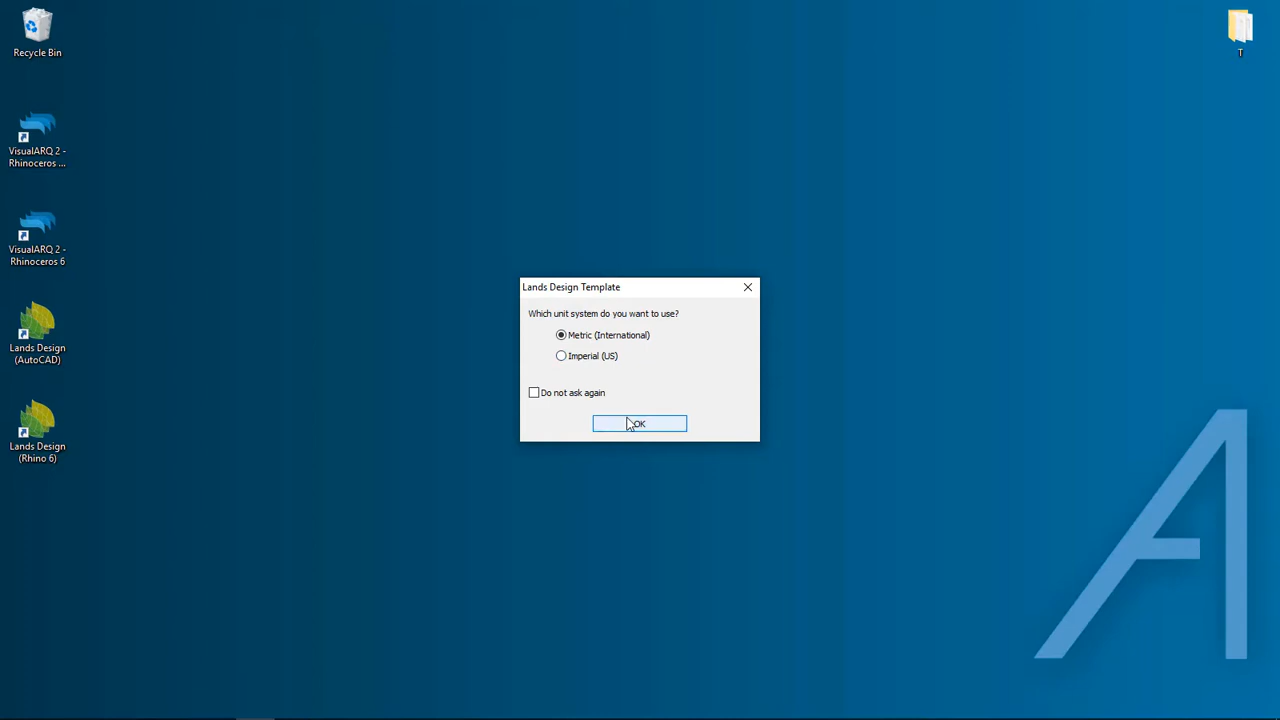 Recycle Bin
T
VisualARQ 2 -
Rhinoceros ...
VisualARQ 2 -
Rhinoceros 6
Lands Design
(AutoCAD)
Lands Design
(Rhino 6)
Lands Design Template
Which unit system do you want to use?
Metric (International)
Imperial (US)
Do not ask again
OK
A